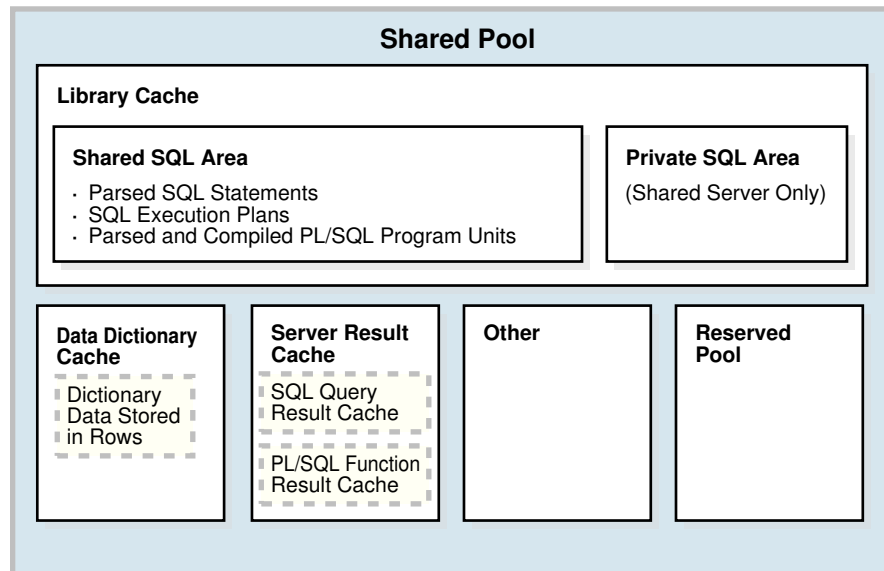 Shared Pool
Library Cache
Shared SQL Area
· Parsed SQL Statements
· SQL Execution Plans
· Parsed and Compiled PL/SQL Program Units
Private SQL Area
(Shared Server Only)
Data Dictionary
Cache
Dictionary
Data Stored
in Rows
Server Result
Cache
SQL Query
Result Cache
PL/SQL Function
Result Cache
Other
Reserved
Pool